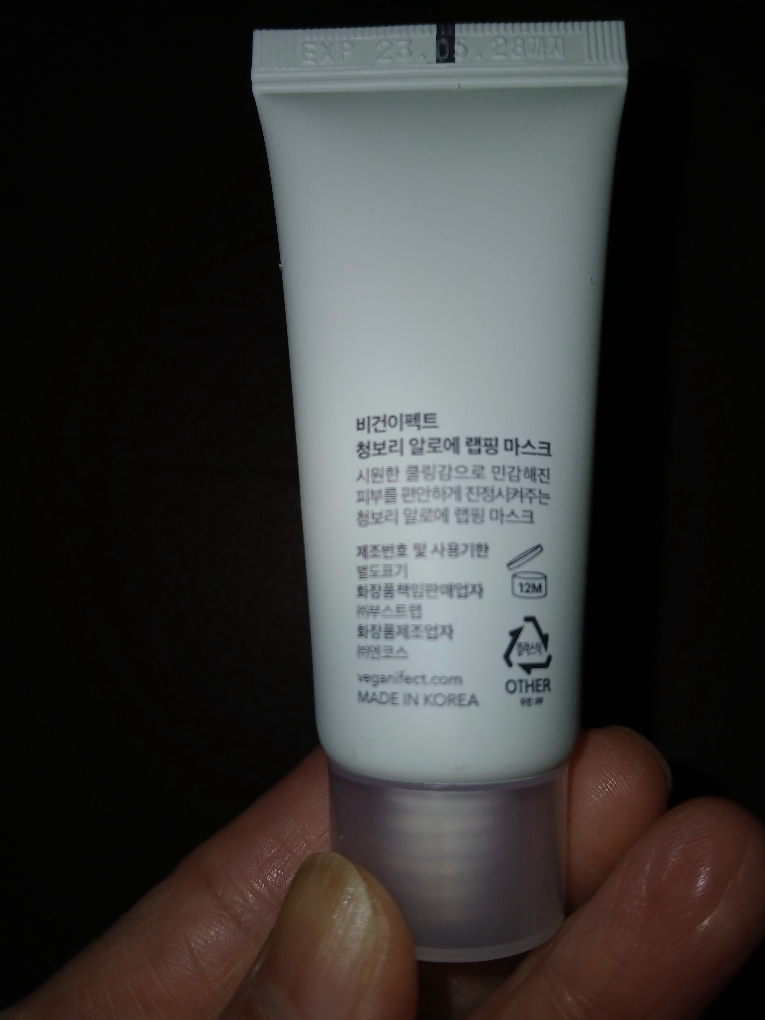 EXP 23.05.28까지
비건이펙트
청보리 알로에 랩핑 마스크
시원한 쿨링감으로 민감해진
피부를 편안하게 진정시켜주는
청보리 알로에 랩핑 마스크
제조번호 및 사용기한
별도표기
화장품책임판매업자
㈜부스트랩
화장품제조업자
㈜엔코스
veganifect.com
MADE IN KOREA
12M
플라스틱
OTHER